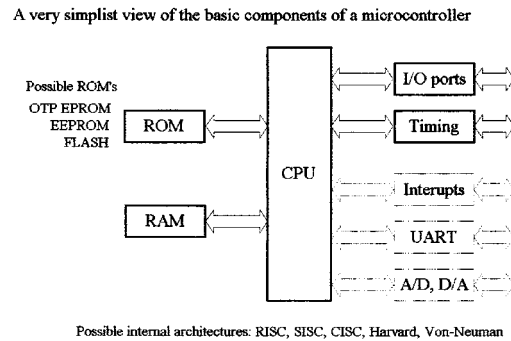 A very simplist view of the basic components of a microcontroller
Possible ROM's
OTP EPROM
EEPROM
FLASH
ROM
RAM
CPU
I/O ports
Timing
Interupts
UART
A/D, D/A
Possible internal architectures: RISC, SISC, CISC, Harvard, Von-Neuman